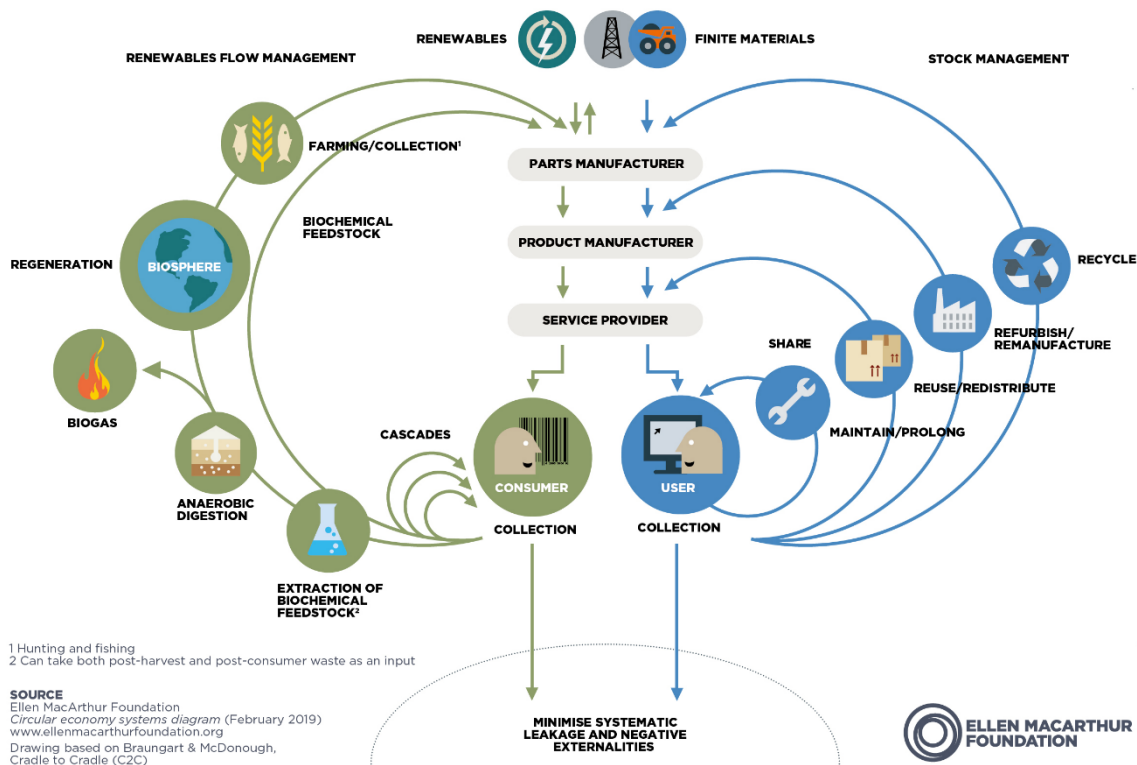 RENEWABLES
FINITE MATERIALS
RENEWABLES FLOW MANAGEMENT
STOCK MANAGEMENT
FARMING/COLLECTION¹
PARTS MANUFACTURER
BIOCHEMICAL
FEEDSTOCK
PRODUCT MANUFACTURER
REGENERATION
BIOSPHERE
RECYCLE
SERVICE PROVIDER
SHARE
REFURBISH/
REMANUFACTURE
REUSE/REDISTRIBUTE
BIOGAS
CASCADES
MAINTAIN/PROLONG
CONSUMER
USER
ANAEROBIC
DIGESTION
COLLECTION
COLLECTION
EXTRACTION OF
BIOCHEMICAL
FEEDSTOCK²
1 Hunting and fishing
2 Can take both post-harvest and post-consumer waste as an input
SOURCE
Ellen MacArthur Foundation
Circular economy systems diagram (February 2019)
www.ellenmacarthurfoundation.org
Drawing based on Braungart & McDonough,
Cradle to Cradle (C2C)
MINIMISE SYSTEMATIC
LEAKAGE AND NEGATIVE
EXTERNALITIES
ELLEN MACARTHUR
FOUNDATION